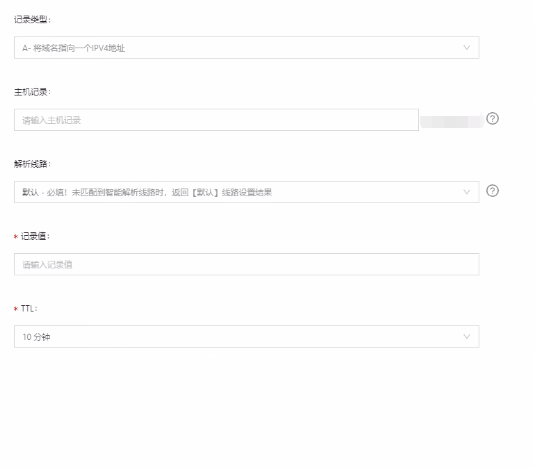 记录类型：
A- 将域名指向一个IPV4地址
主机记录：
请输入主机记录
解析线路：
默认 - 必填！未匹配到智能解析线路时，返回【默认】线路设置结果
* 记录值：
请输入记录值
* TTL：
10 分钟